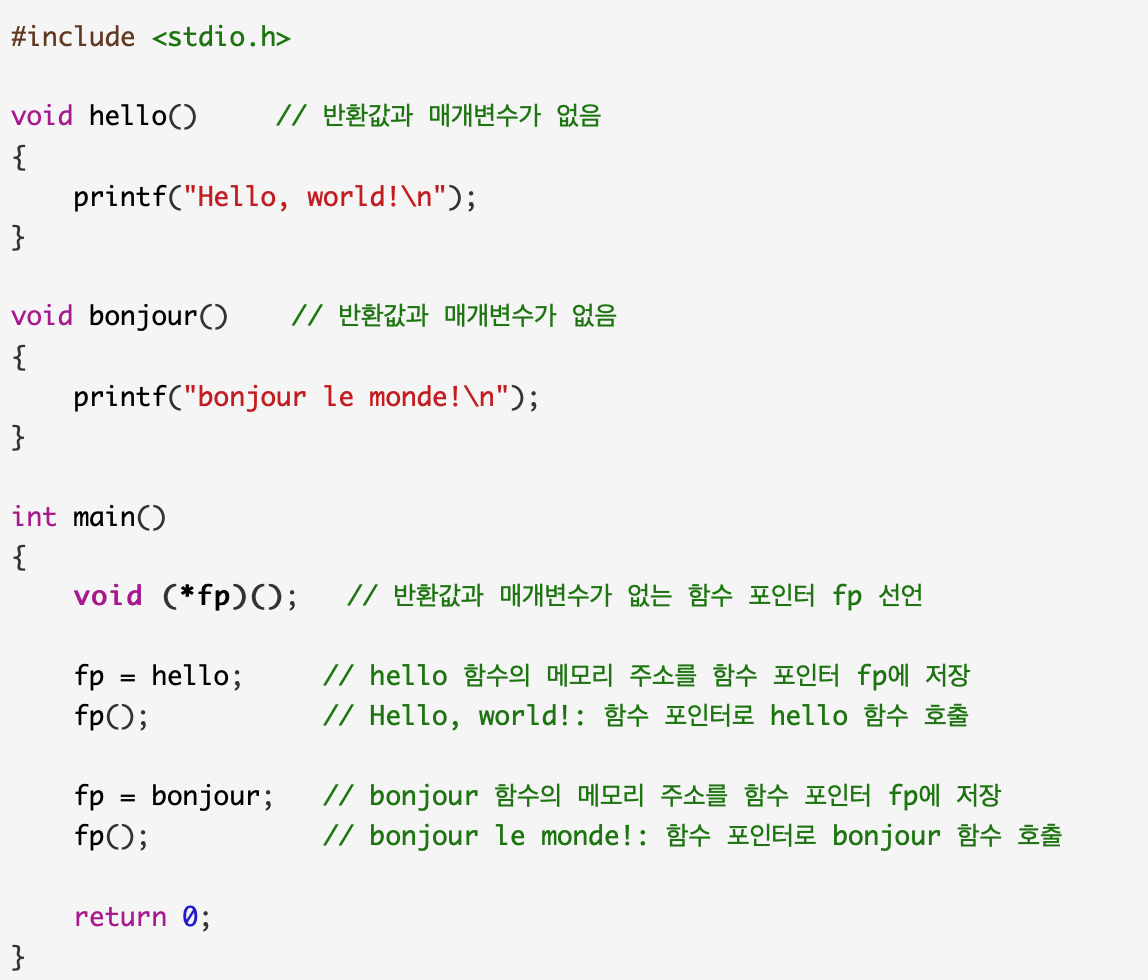 #include <stdio.h>
void hello()     // 반환값과 매개변수가 없음
{
    printf("Hello, world!\n");
}
void bonjour()    // 반환값과 매개변수가 없음
{
    printf("bonjour le monde!\n");
}
int main()
{
    void (*fp)();   // 반환값과 매개변수가 없는 함수 포인터 fp 선언
    fp = hello;     // hello 함수의 메모리 주소를 함수 포인터 fp에 저장
    fp();           // Hello, world!: 함수 포인터로 hello 함수 호출
    fp = bonjour;   // bonjour 함수의 메모리 주소를 함수 포인터 fp에 저장
    fp();           // bonjour le monde!: 함수 포인터로 bonjour 함수 호출
    return 0;
}